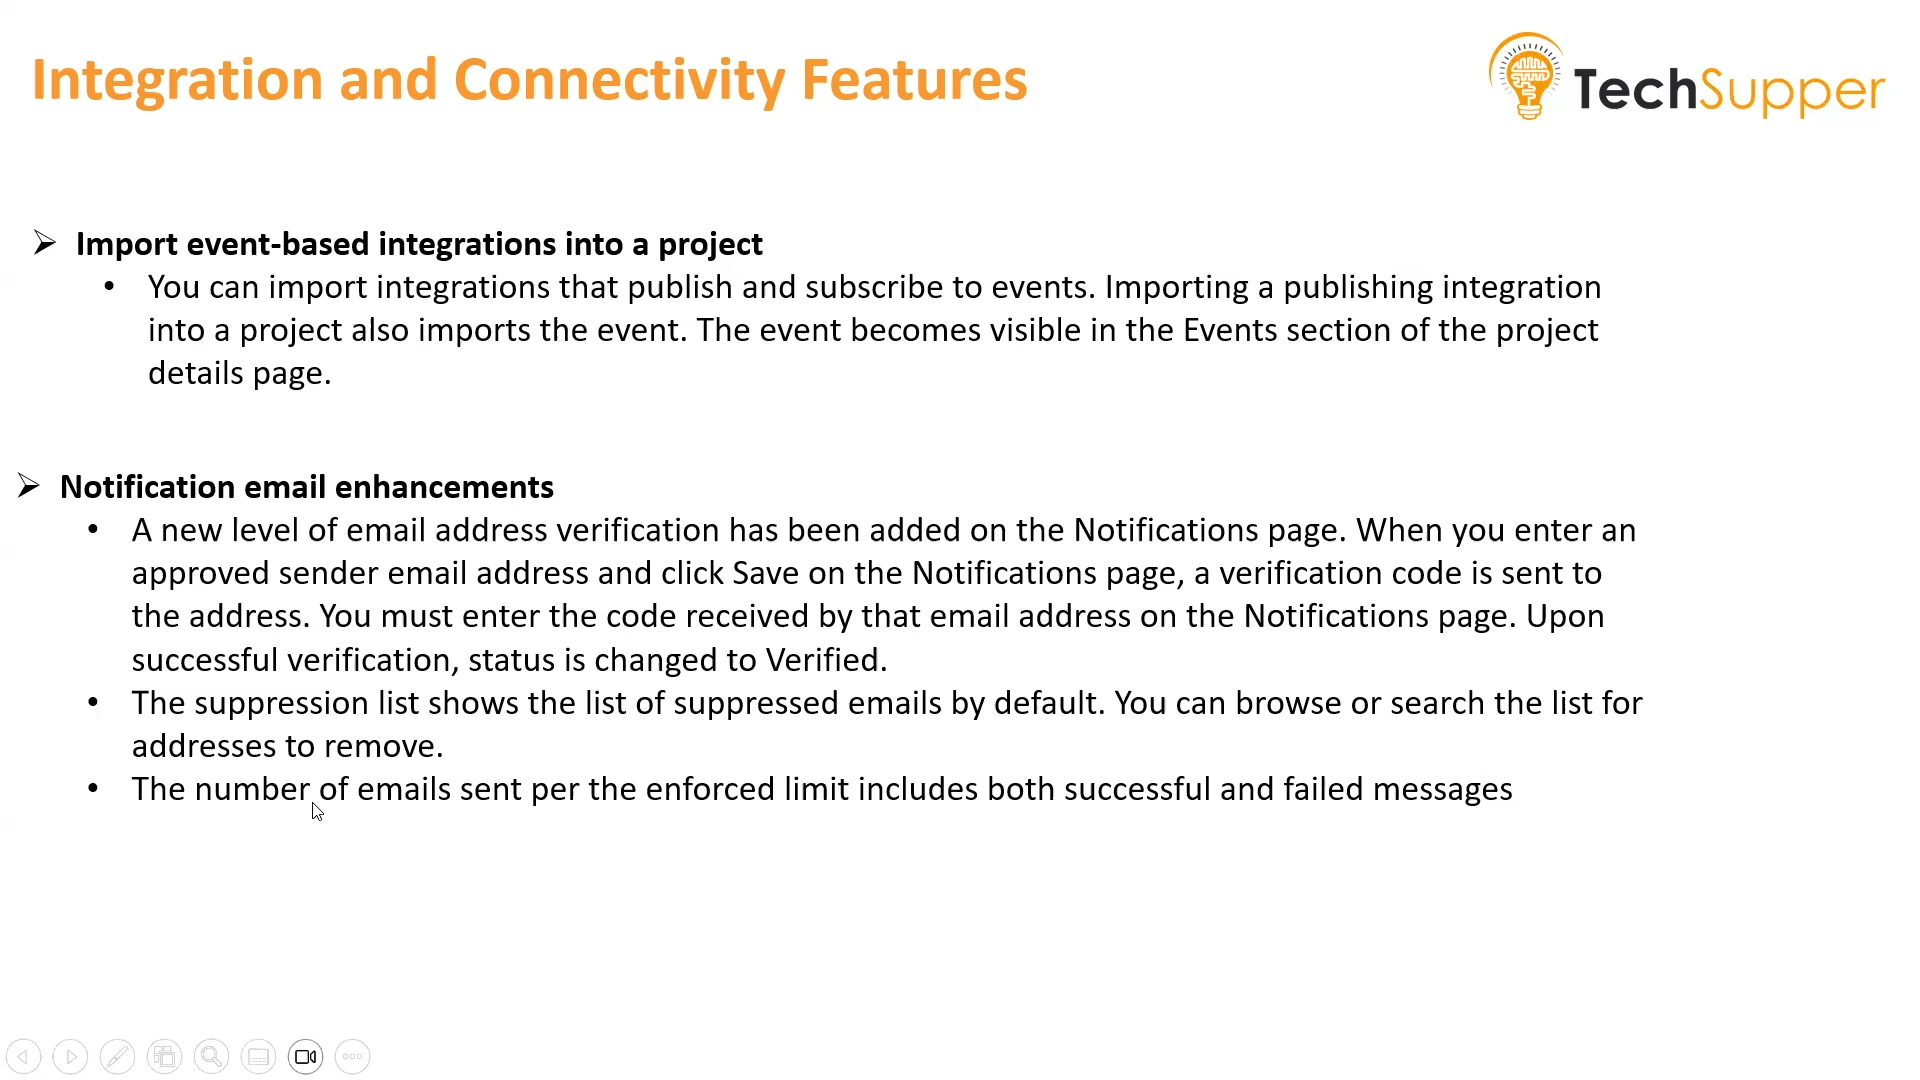 Integration and Connectivity Features
TechSupper
➢ Import event-based integrations into a project
• You can import integrations that publish and subscribe to events. Importing a publishing integration
into a project also imports the event. The event becomes visible in the Events section of the project
details page.
➢ Notification email enhancements
• A new level of email address verification has been added on the Notifications page. When you enter an
approved sender email address and click Save on the Notifications page, a verification code is sent to
the address. You must enter the code received by that email address on the Notifications page. Upon
successful verification, status is changed to Verified.
• The suppression list shows the list of suppressed emails by default. You can browse or search the list for
addresses to remove.
• The number of emails sent per the enforced limit includes both successful and failed messages